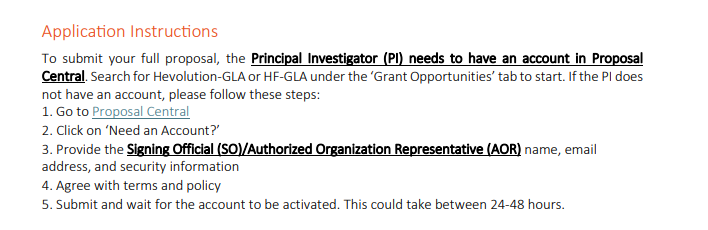 Application Instructions
To submit your full proposal, the Principal Investigator (PI) needs to have an account in Proposal
Central. Search for Hevolution-GLA or HF-GLA under the ‘Grant Opportunities’ tab to start. If the PI does
not have an account, please follow these steps:
1. Go to Proposal Central
2. Click on ‘Need an Account?’
3. Provide the Signing Official (SO)/Authorized Organization Representative (AOR) name, email
address, and security information
4. Agree with terms and policy
5. Submit and wait for the account to be activated. This could take between 24-48 hours.